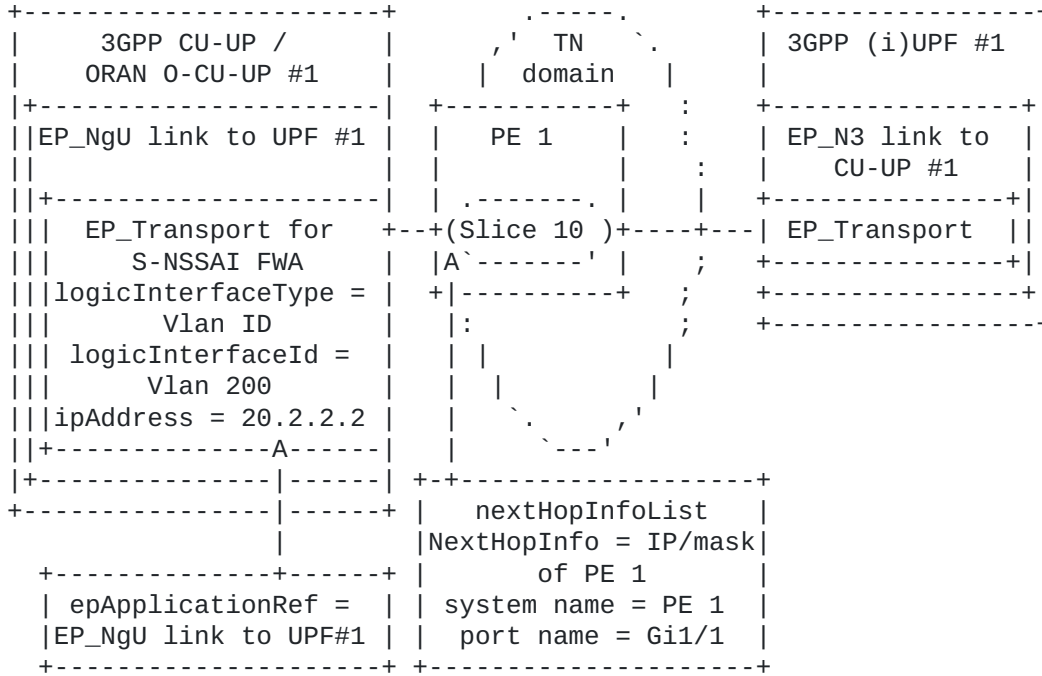 3GPP CU-UP /
ORAN O-CU-UP #1
EP_NgU link to UPF #1
EP_Transport for
S-NSSAI FWA
logicInterfaceType =
Vlan ID
logicInterfaceId =
Vlan 200
ipAddress = 20.2.2.2
A
epApplicationRef =
EP_NgU link to UPF#1
TN
domain
PE 1
(Slice 10 )
A
nextHopInfoList
NextHopInfo = IP/mask
of PE 1
system name = PE 1
port name = Gi1/1
3GPP (i)UPF #1
EP_N3 link to
CU-UP #1
EP_Transport